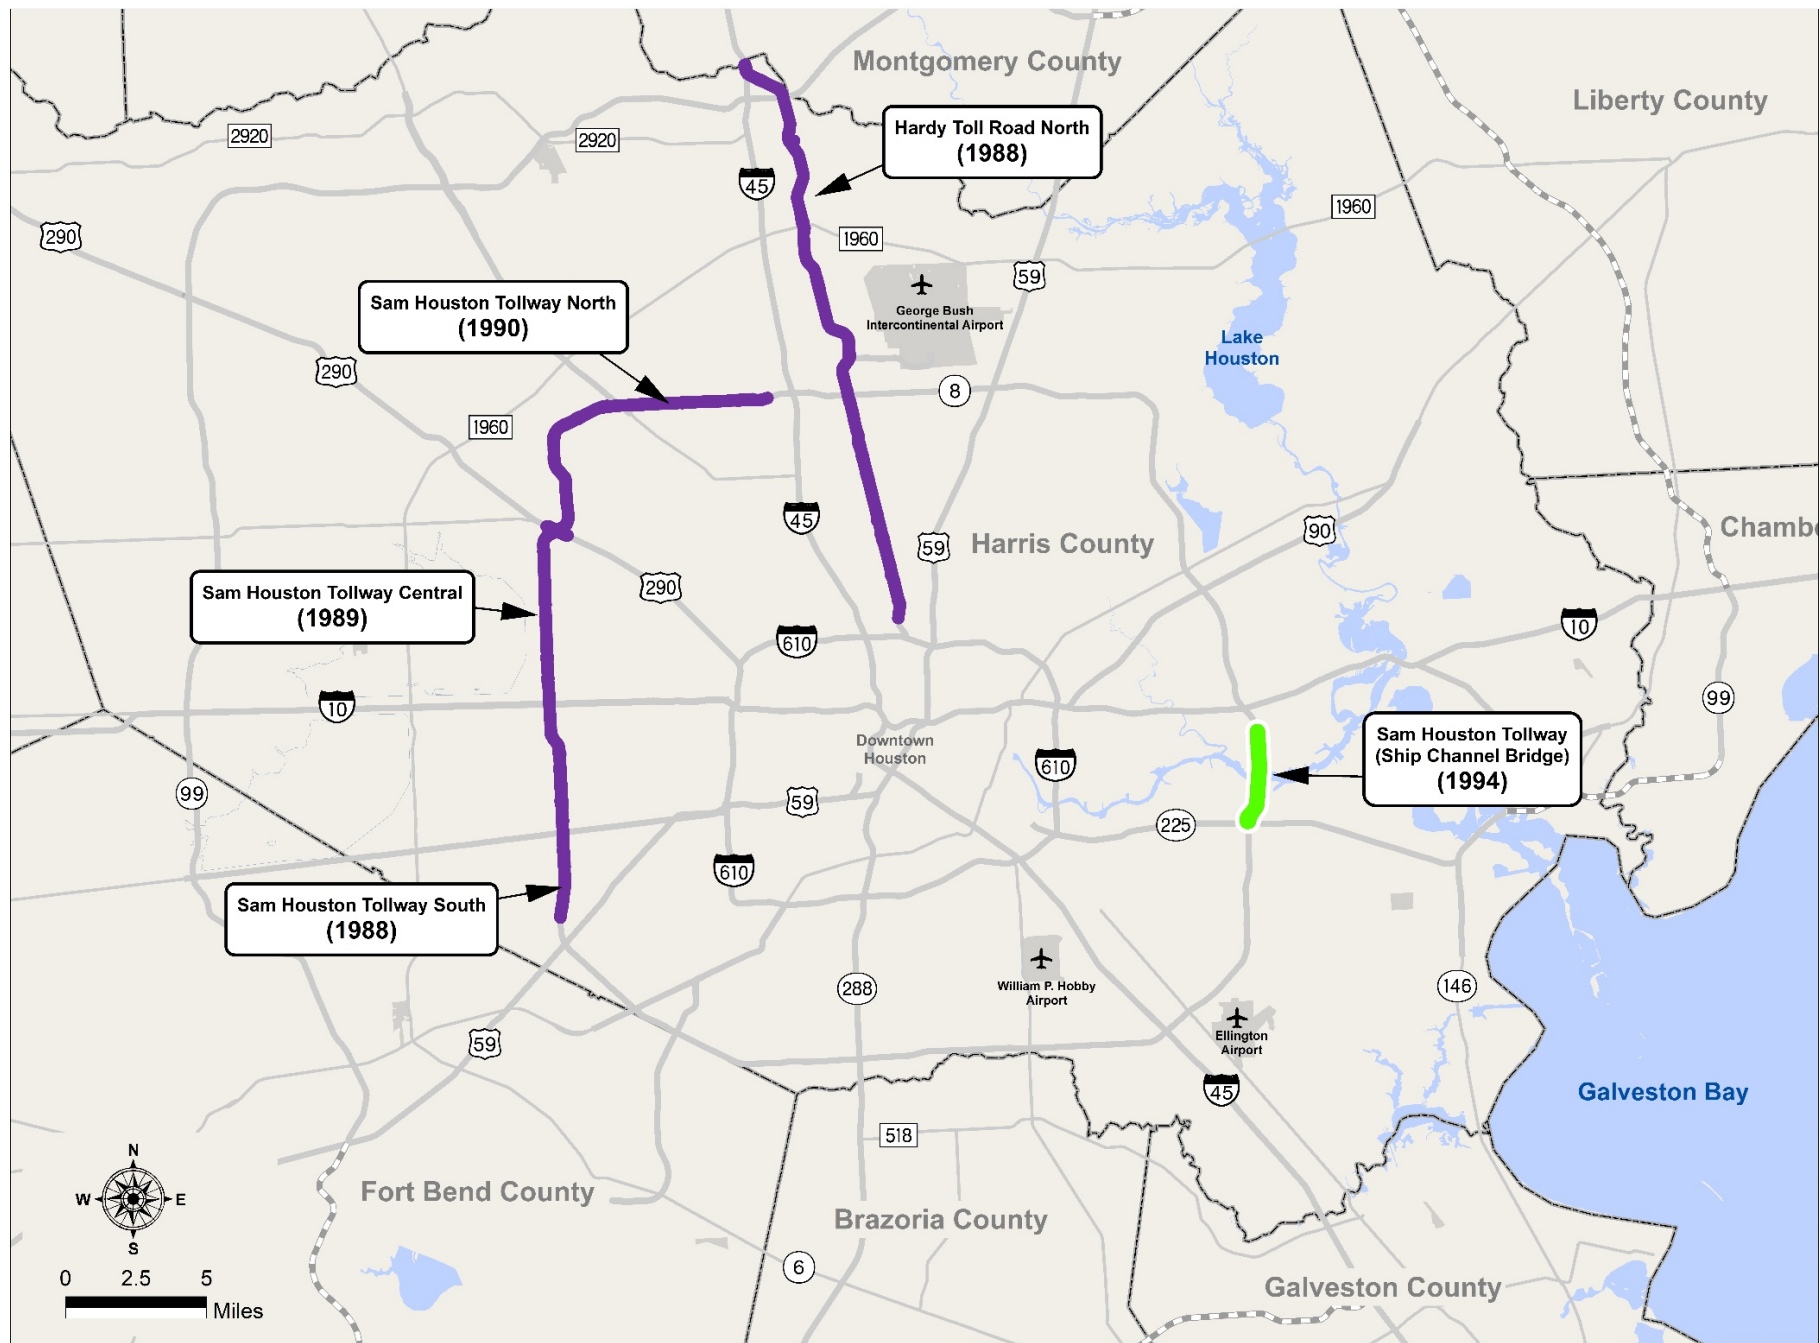 Montgomery County
Liberty County
Hardy Toll Road North
(1988)
2920
2920
45
1960
290
1960
59
Sam Houston Tollway North
(1990)
George Bush
Intercontinental Airport
Lake
Houston
290
8
1960
45
59
Harris County
90
Chambe
Sam Houston Tollway Central
(1989)
290
610
10
10
99
Downtown
Houston
610
Sam Houston Tollway
(Ship Channel Bridge)
(1994)
99
59
225
610
Sam Houston Tollway South
(1988)
288
William P. Hobby
Airport
146
59
Ellington
Airport
45
Galveston Bay
518
N
W
E
S
Fort Bend County
Brazoria County
6
Galveston County
0
2.5
5
Miles